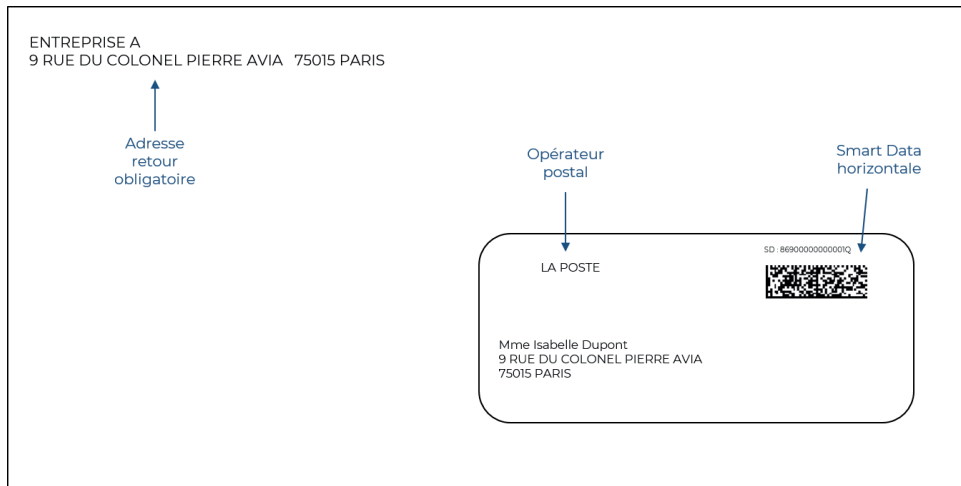 ENTREPRISE A
9 RUE DU COLONEL PIERRE AVIA 75015 PARIS
Adresse
retour
obligatoire
Opérateur
postal
Smart Data
horizontale
SD : 86900000000001Q
LA POSTE
Mme Isabelle Dupont
9 RUE DU COLONEL PIERRE AVIA
75015 PARIS